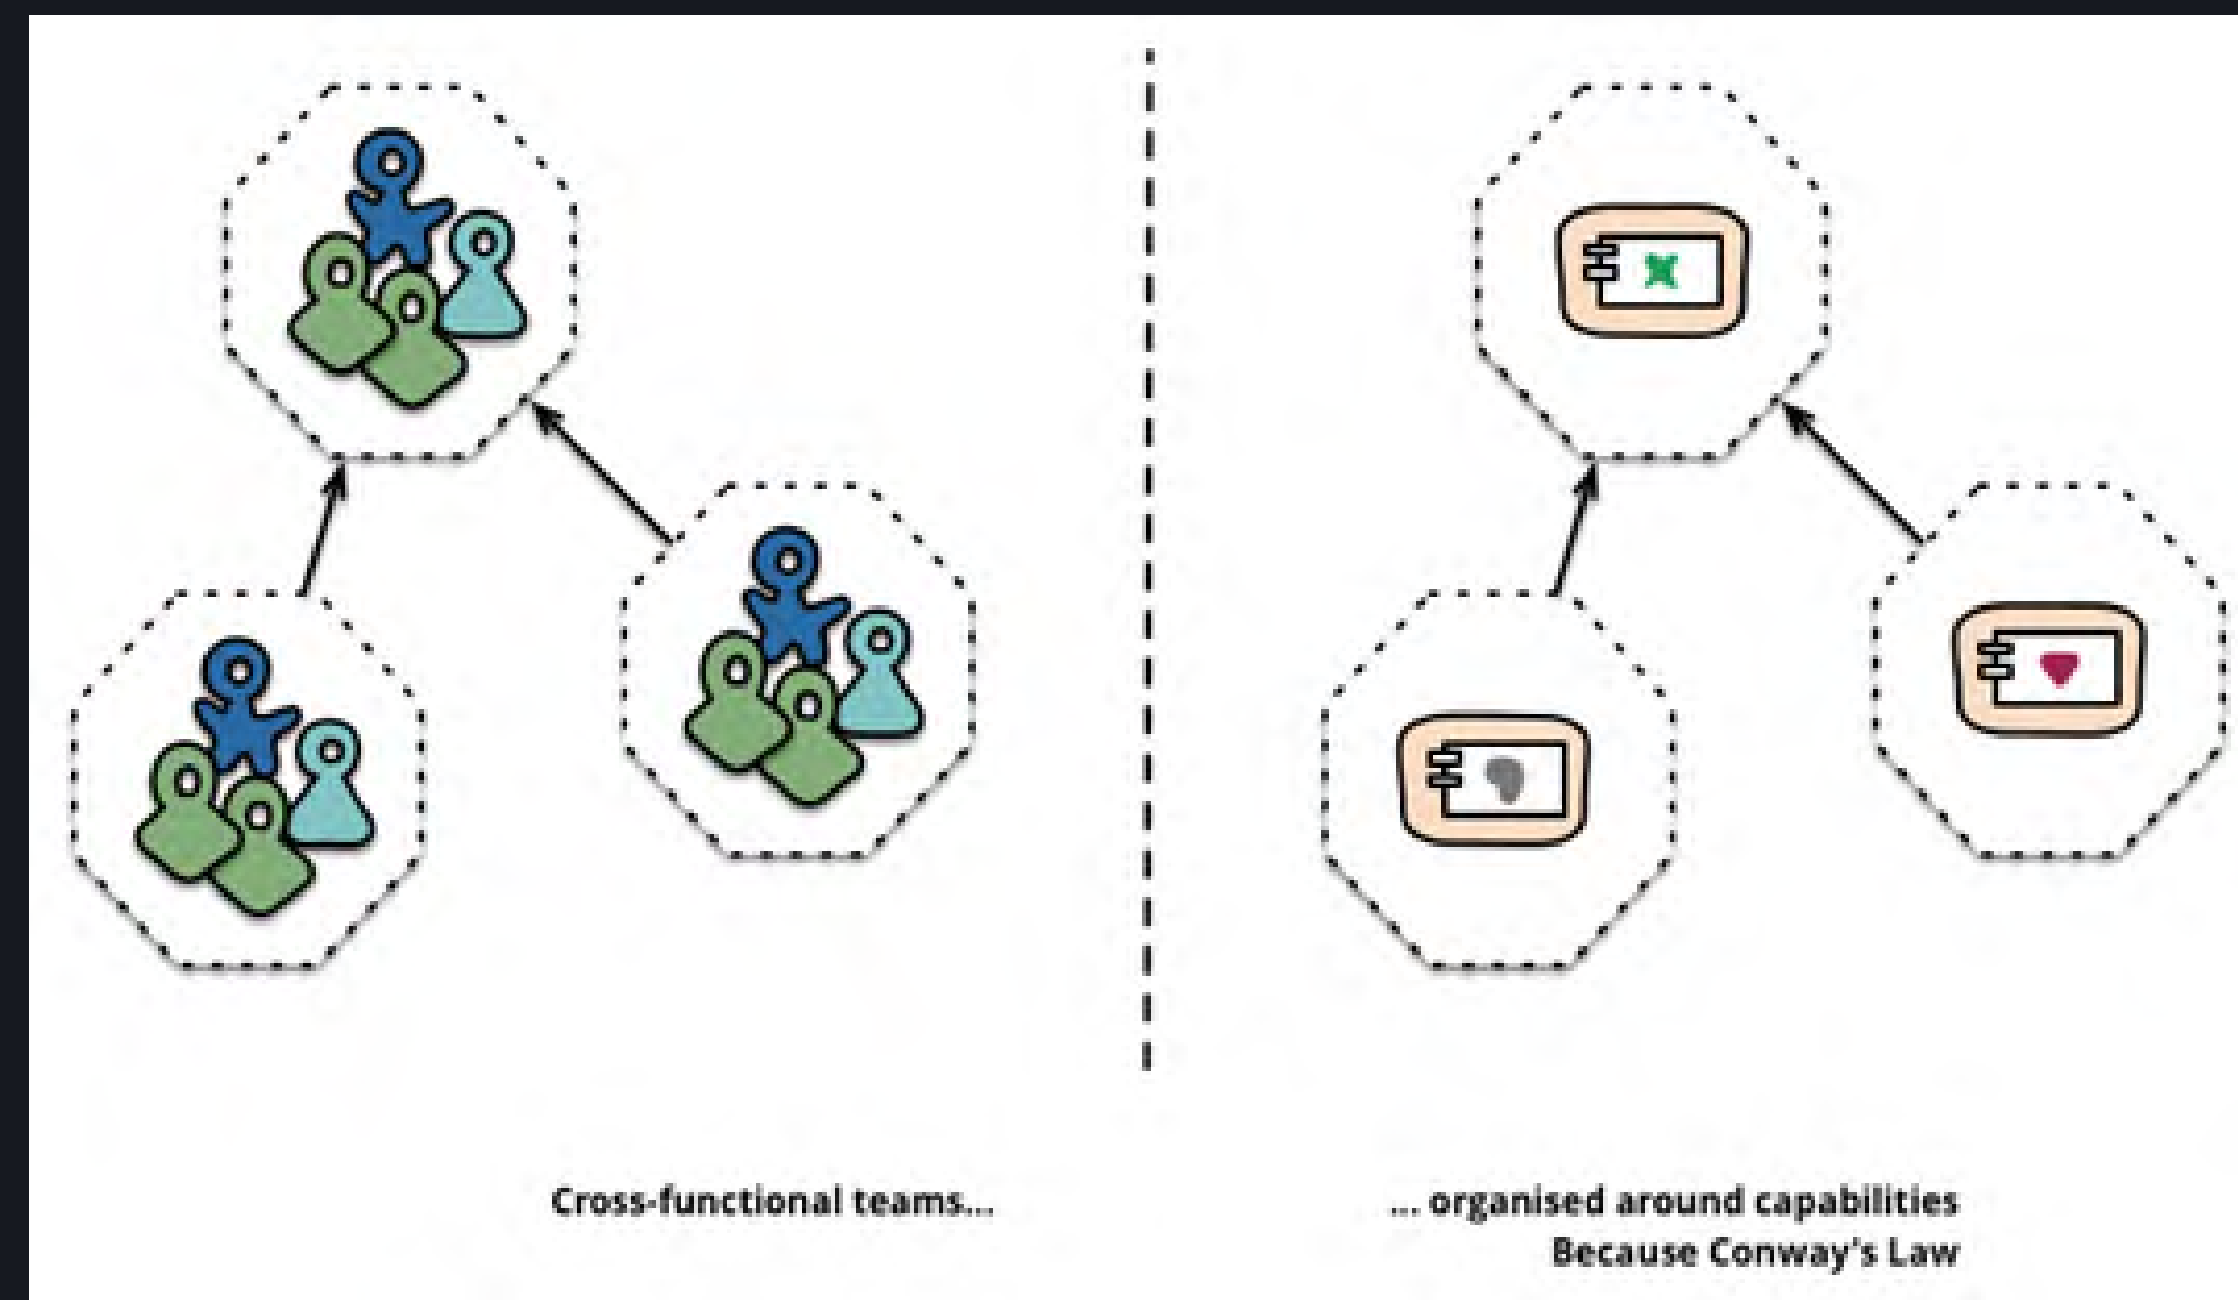 Cross-functional teams...
... organised around capabilities
Because Conway's Law